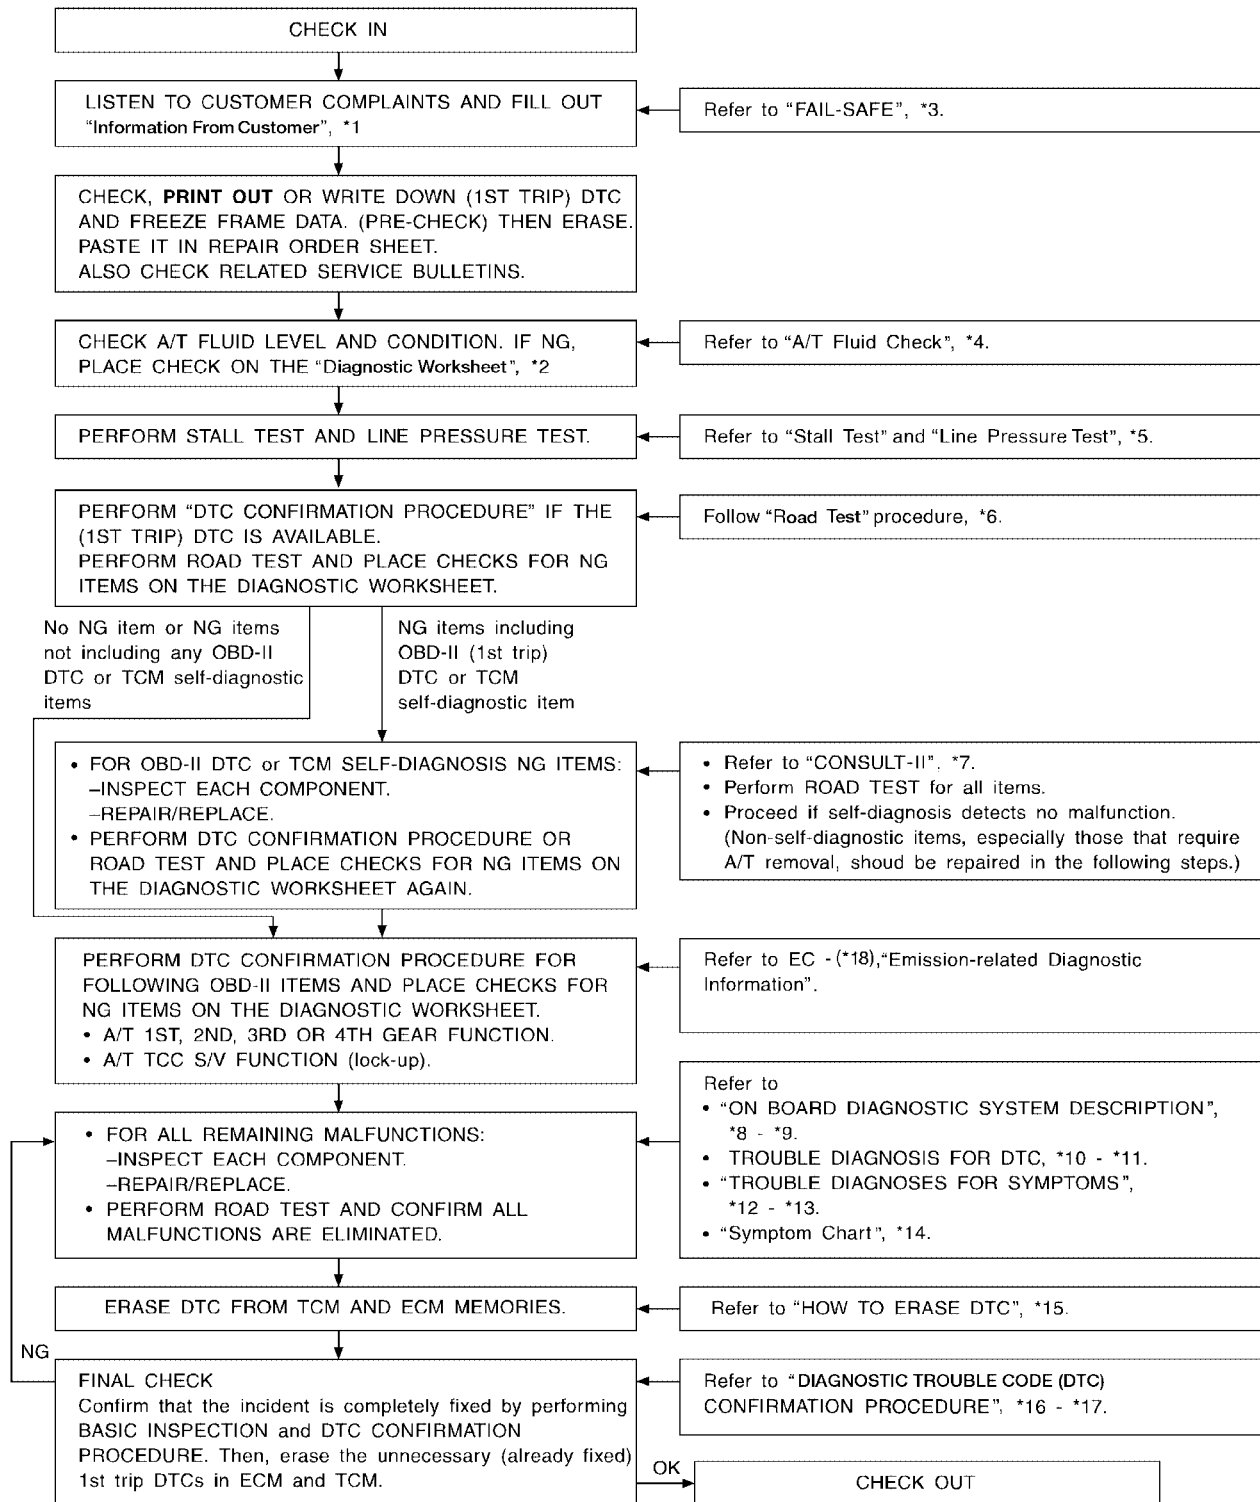 CHECK IN
LISTEN TO CUSTOMER COMPLAINTS AND FILL OUT
“Information From Customer”, *1
Refer to “FAIL-SAFE”, *3.
CHECK, PRINT OUT OR WRITE DOWN (1ST TRIP) DTC
AND FREEZE FRAME DATA. (PRE-CHECK) THEN ERASE.
PASTE IT IN REPAIR ORDER SHEET.
ALSO CHECK RELATED SERVICE BULLETINS.
CHECK A/T FLUID LEVEL AND CONDITION. IF NG,
PLACE CHECK ON THE “Diagnostic Worksheet”, *2
Refer to “A/T Fluid Check”, *4.
PERFORM STALL TEST AND LINE PRESSURE TEST.
Refer to “Stall Test” and “Line Pressure Test”, *5.
PERFORM “DTC CONFIRMATION PROCEDURE” IF THE
(1ST TRIP) DTC IS AVAILABLE.
PERFORM ROAD TEST AND PLACE CHECKS FOR NG
ITEMS ON THE DIAGNOSTIC WORKSHEET.
Follow “Road Test” procedure, *6.
No NG item or NG items
not including any OBD-II
DTC or TCM self-diagnostic
items
NG items including
OBD-II (1st trip)
DTC or TCM
self-diagnostic item
• FOR OBD-II DTC or TCM SELF-DIAGNOSIS NG ITEMS:
–INSPECT EACH COMPONENT.
–REPAIR/REPLACE.
• PERFORM DTC CONFIRMATION PROCEDURE OR
ROAD TEST AND PLACE CHECKS FOR NG ITEMS ON
THE DIAGNOSTIC WORKSHEET AGAIN.
• Refer to “CONSULT-II”, *7.
• Perform ROAD TEST for all items.
• Proceed if self-diagnosis detects no malfunction.
(Non-self-diagnostic items, especially those that require
A/T removal, shoud be repaired in the following steps.)
PERFORM DTC CONFIRMATION PROCEDURE FOR
FOLLOWING OBD-II ITEMS AND PLACE CHECKS FOR
NG ITEMS ON THE DIAGNOSTIC WORKSHEET.
• A/T 1ST, 2ND, 3RD OR 4TH GEAR FUNCTION.
• A/T TCC S/V FUNCTION (lock-up).
Refer to EC - (*18),“Emission-related Diagnostic
Information”.
• FOR ALL REMAINING MALFUNCTIONS:
–INSPECT EACH COMPONENT.
–REPAIR/REPLACE.
• PERFORM ROAD TEST AND CONFIRM ALL
MALFUNCTIONS ARE ELIMINATED.
Refer to
• “ON BOARD DIAGNOSTIC SYSTEM DESCRIPTION”,
*8 - *9.
• TROUBLE DIAGNOSIS FOR DTC, *10 - *11.
• “TROUBLE DIAGNOSES FOR SYMPTOMS”,
*12 - *13.
• “Symptom Chart”, *14.
ERASE DTC FROM TCM AND ECM MEMORIES.
Refer to “HOW TO ERASE DTC”, *15.
NG
FINAL CHECK
Confirm that the incident is completely fixed by performing
BASIC INSPECTION and DTC CONFIRMATION
PROCEDURE. Then, erase the unnecessary (already fixed)
1st trip DTCs in ECM and TCM.
Refer to “DIAGNOSTIC TROUBLE CODE (DTC)
CONFIRMATION PROCEDURE”, *16 - *17.
OK
CHECK OUT